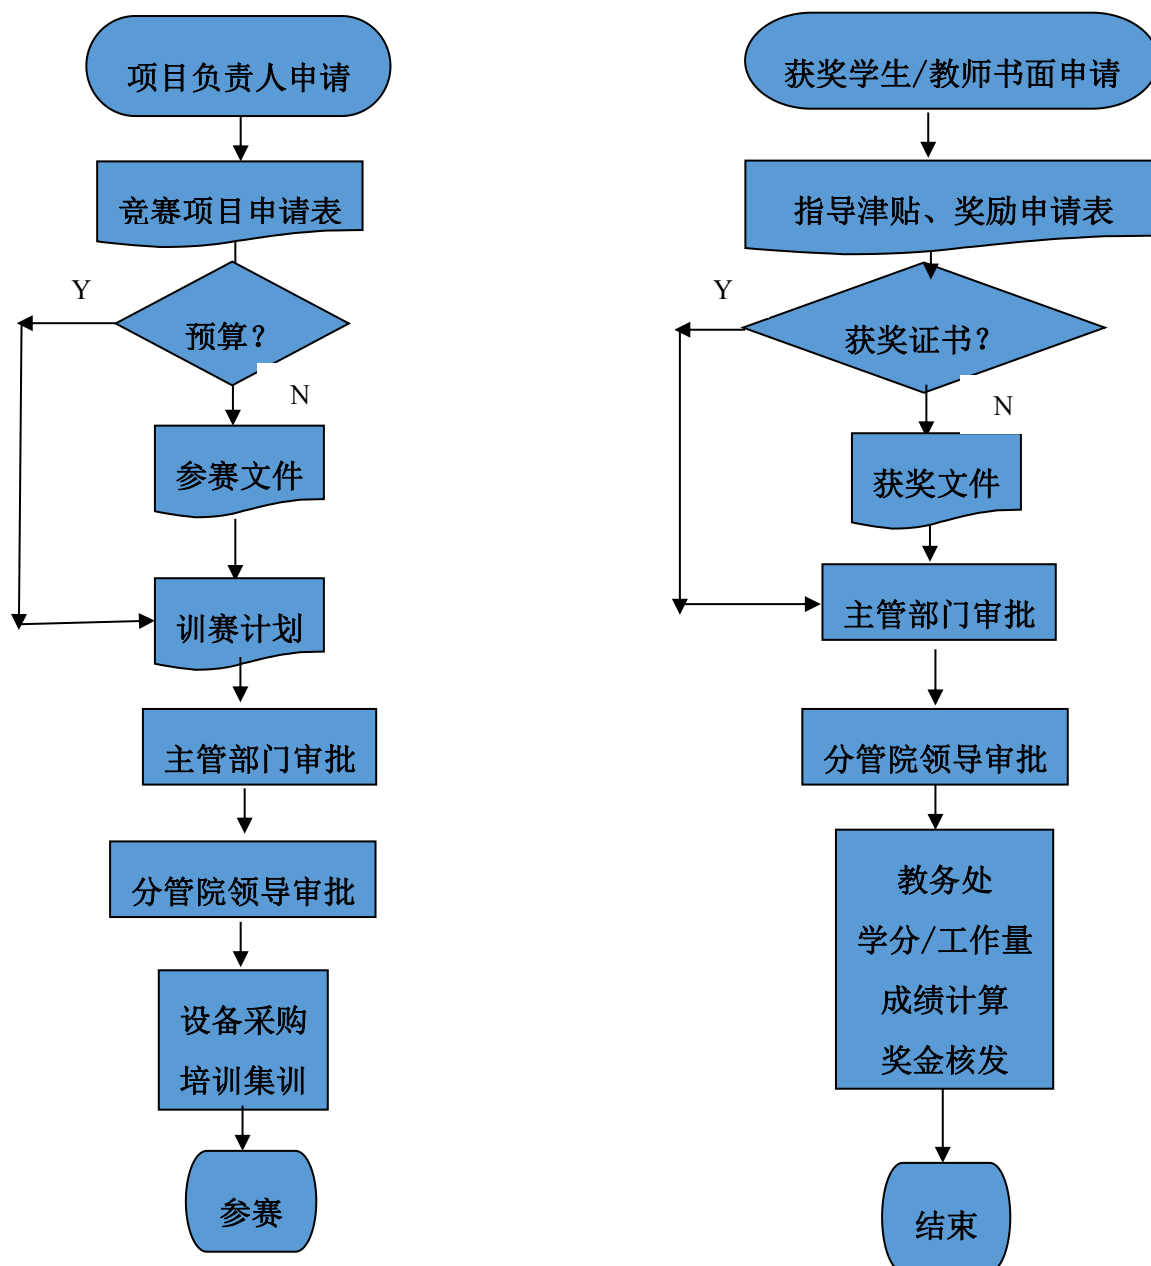 项目负责人申请
竞赛项目申请表
Y
预算？
N
参赛文件
训赛计划
主管部门审批
分管院领导审批
设备采购
培训集训
参赛
获奖学生/教师书面申请
指导津贴、奖励申请表
Y
获奖证书？
N
获奖文件
主管部门审批
分管院领导审批
教务处
学分/工作量
成绩计算
奖金核发
结束